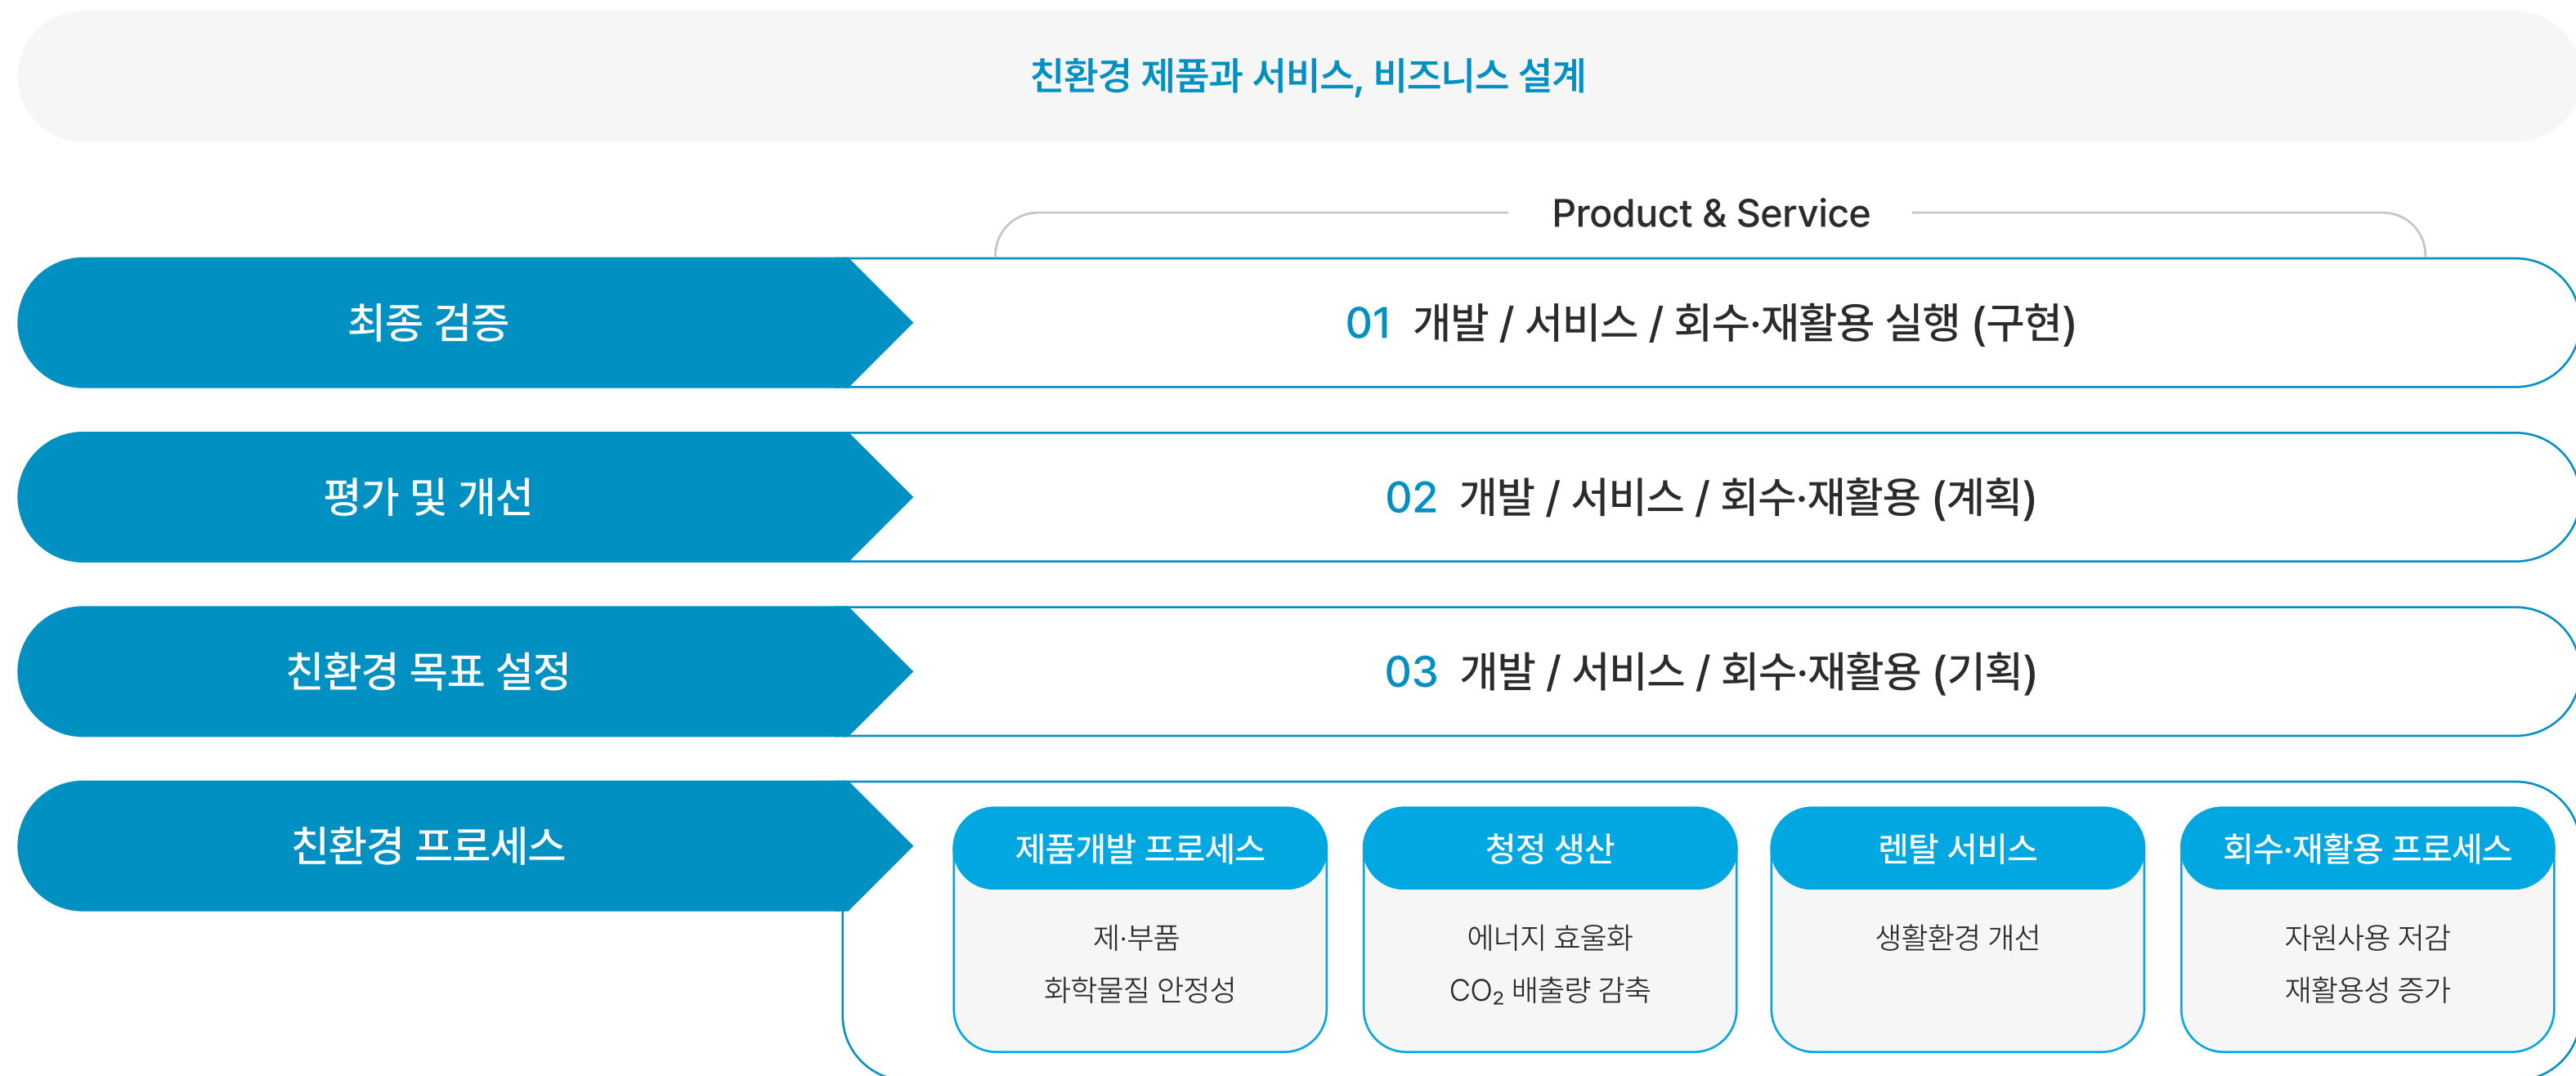 친환경 제품과 서비스, 비즈니스 설계
Product & Service
최종 검증
01 개발 / 서비스 / 회수·재활용 실행 (구현)
평가 및 개선
02 개발 / 서비스 / 회수·재활용 (계획)
친환경 목표 설정
03 개발 / 서비스 / 회수·재활용 (기획)
친환경 프로세스
제품개발 프로세스
제·부품
화학물질 안정성
청정 생산
에너지 효율화
CO₂ 배출량 감축
렌탈 서비스
생활환경 개선
회수·재활용 프로세스
자원사용 저감
재활용성 증가